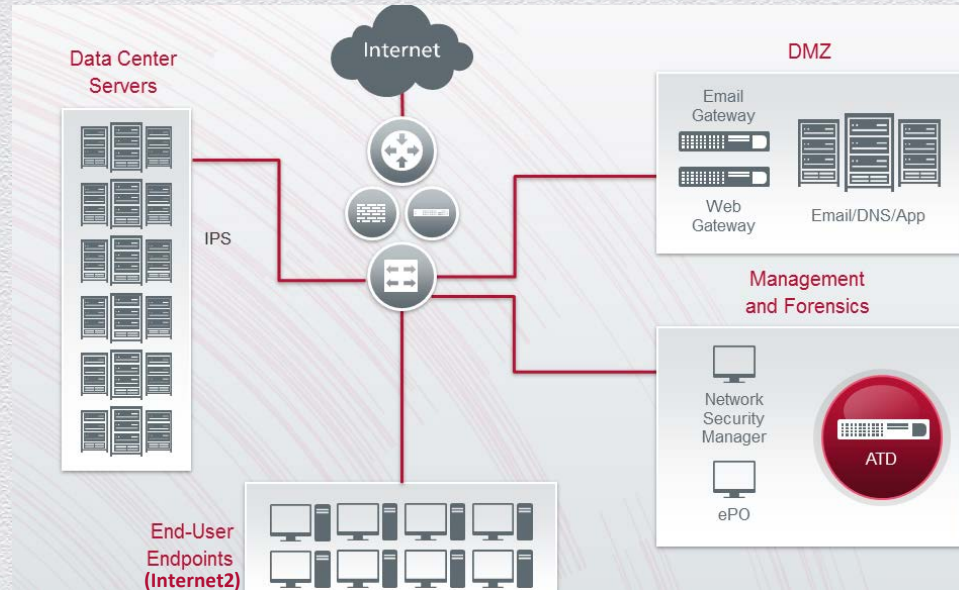 Internet
Data Center
Servers
IPS
DMZ
Email
Gateway
Web
Gateway
Email/DNS/App
Management
and Forensics
Network
Security
Manager
ePO
ATD
End-User
Endpoints
(Internet2)